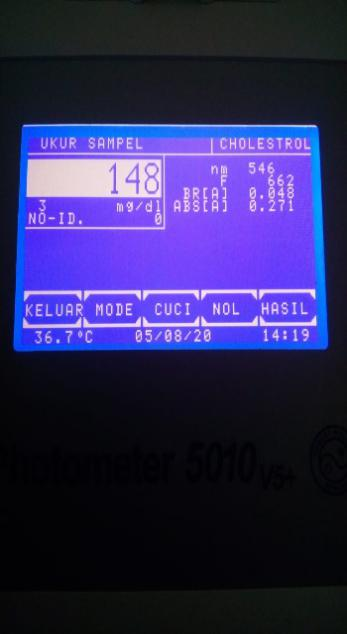 UKUR SAMPEL | CHOLESTROL
148
3 mg/dl
NO-ID. 0
nm 546
F 662
BR[A] 0.048
ABS[A] 0.271
KELUAR MODE CUCI NOL HASIL
36.7°C 05/08/20 14:19
Photometer 5010 V5+